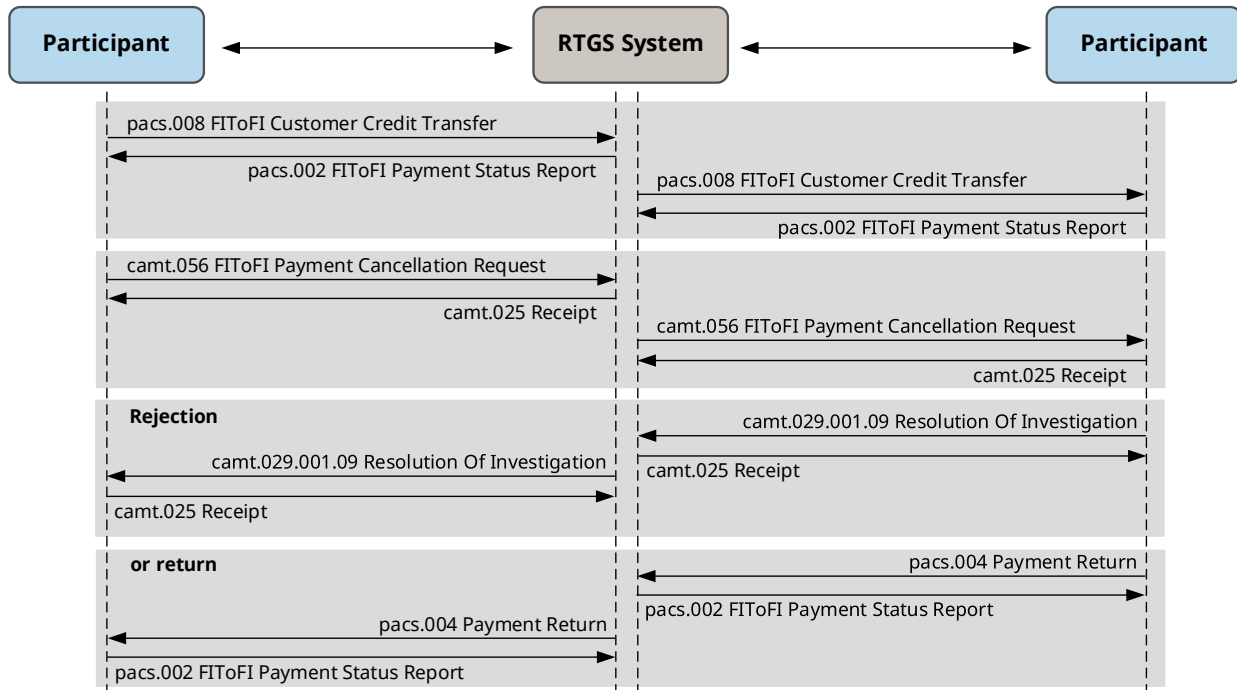 Participant
RTGS System
Participant
pacs.008 FIToFI Customer Credit Transfer
pacs.002 FIToFI Payment Status Report
pacs.008 FIToFI Customer Credit Transfer
pacs.002 FIToFI Payment Status Report
camt.056 FIToFI Payment Cancellation Request
camt.025 Receipt
camt.056 FIToFI Payment Cancellation Request
camt.025 Receipt
Rejection
camt.029.001.09 Resolution Of Investigation
camt.025 Receipt
camt.029.001.09 Resolution Of Investigation
camt.025 Receipt
or return
pacs.004 Payment Return
pacs.002 FIToFI Payment Status Report
pacs.004 Payment Return
pacs.002 FIToFI Payment Status Report